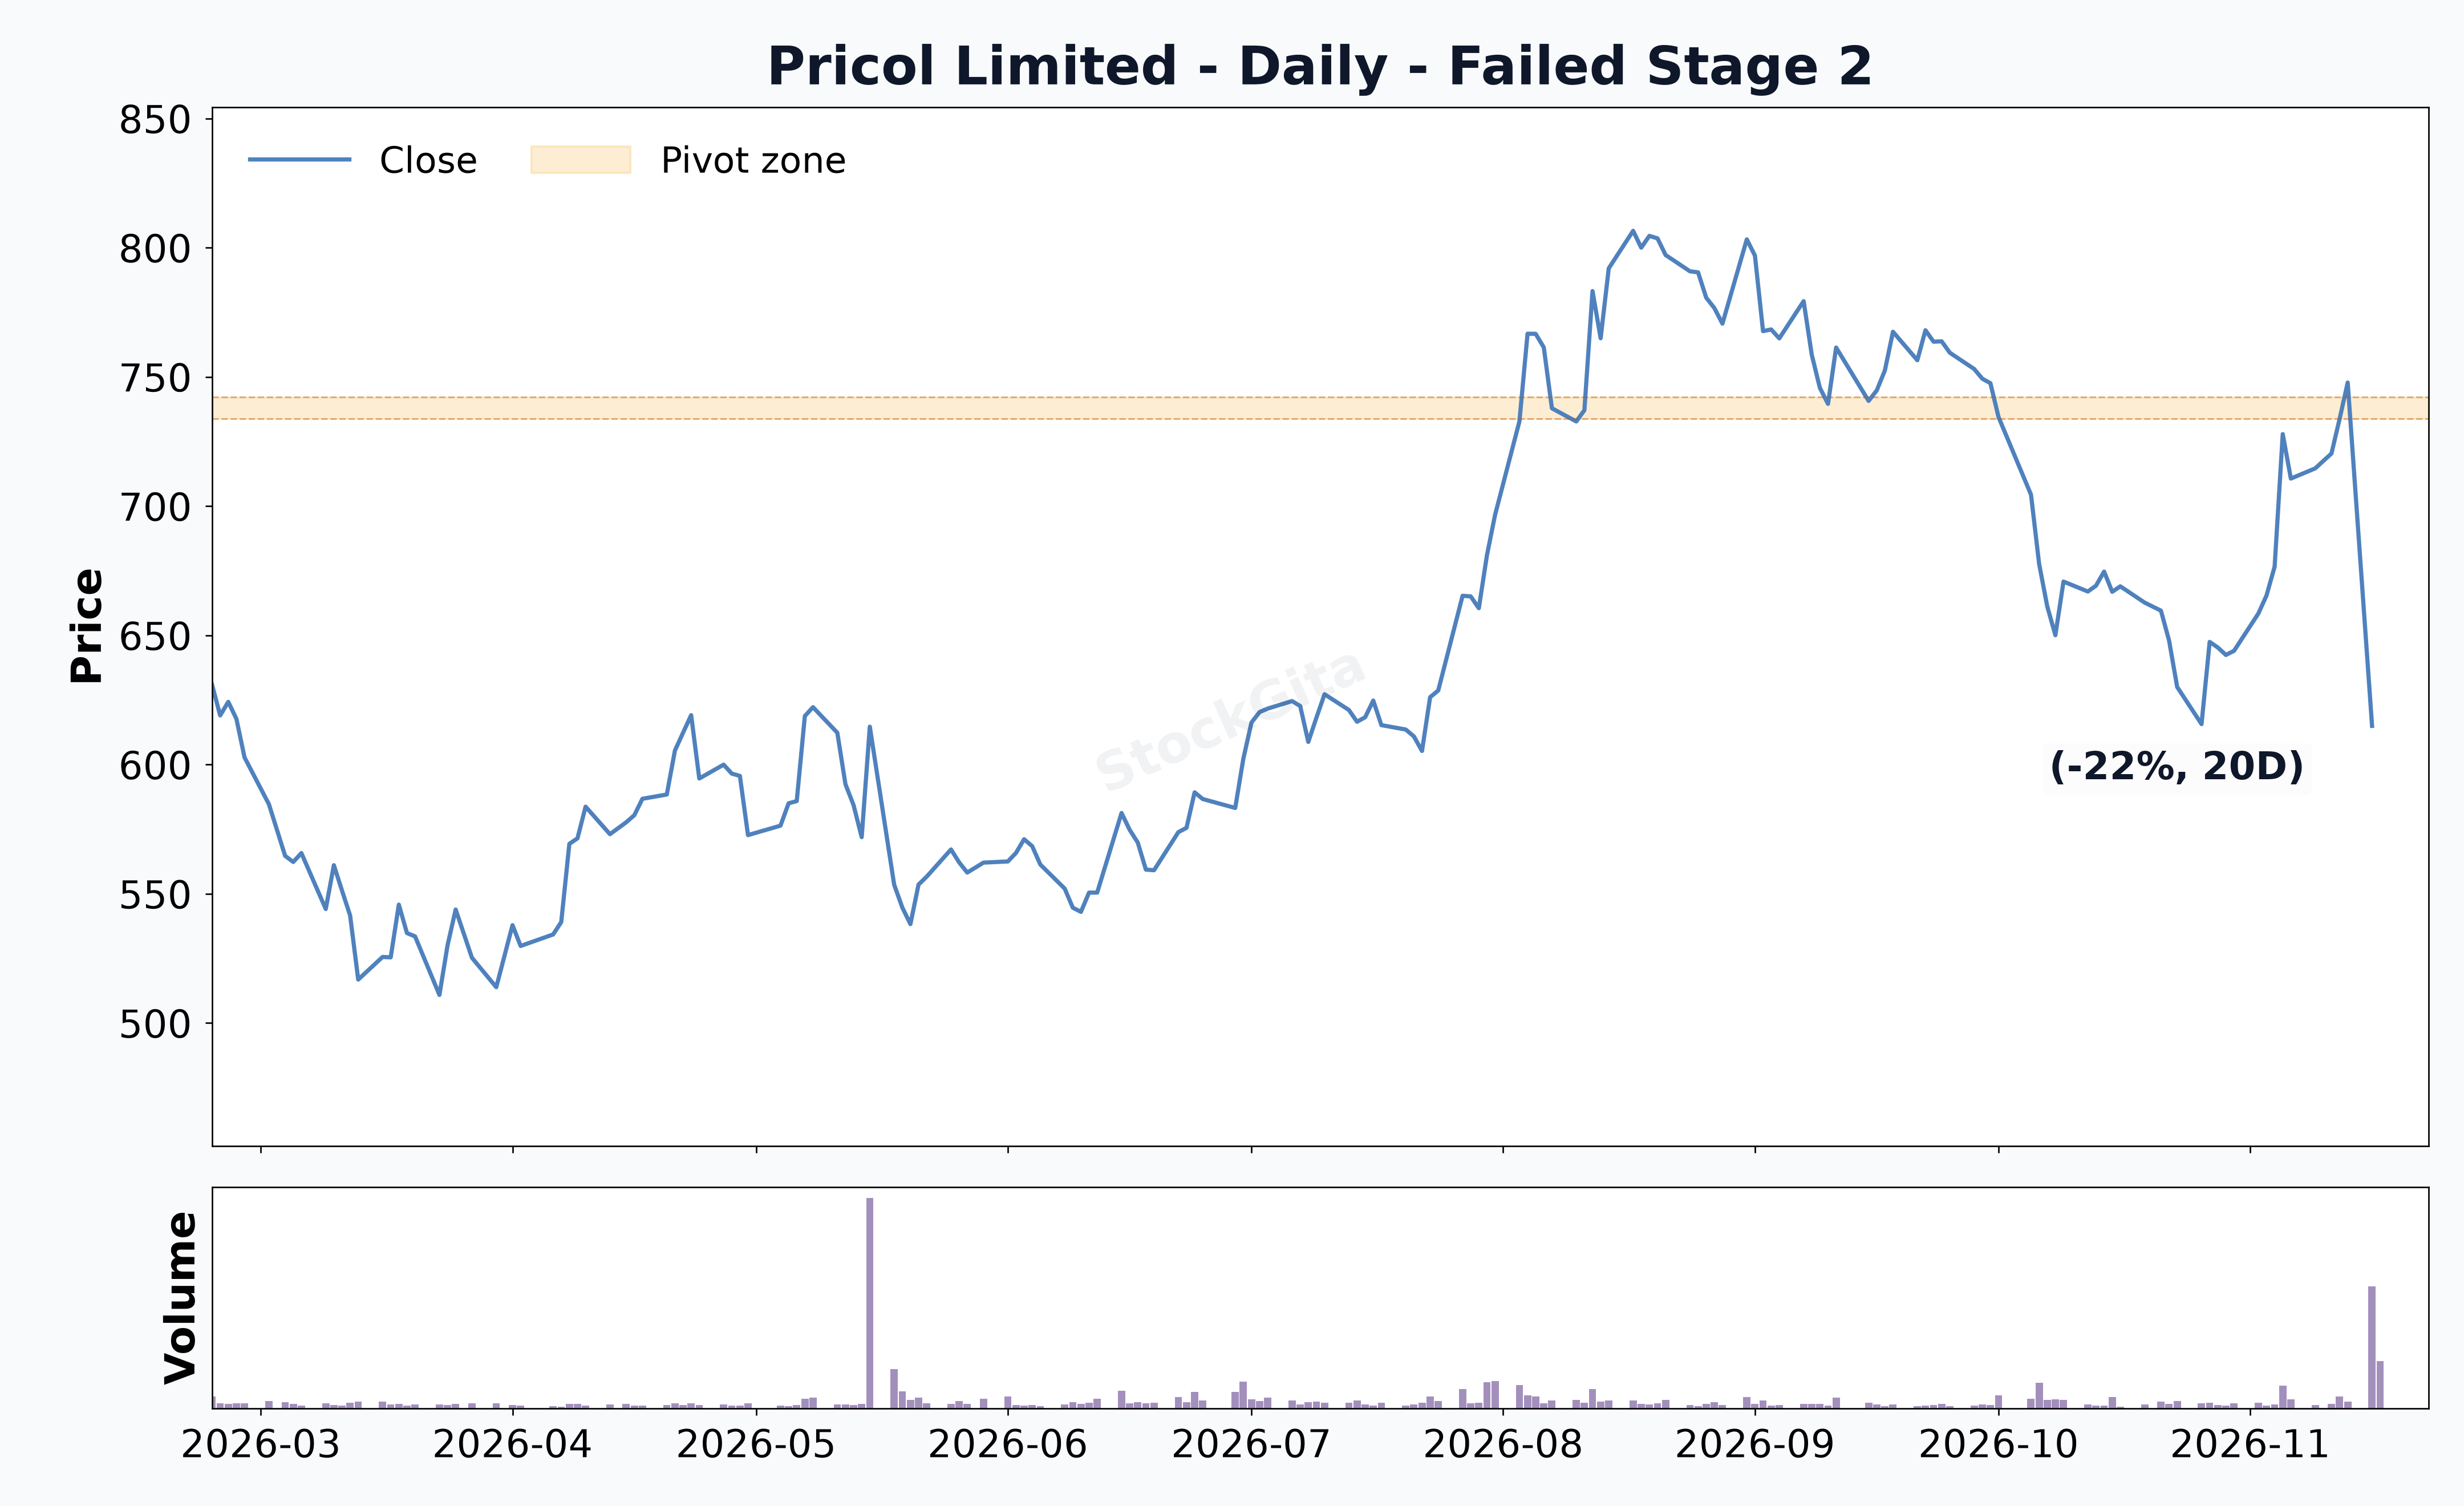 Pricol Limited - Daily - Failed Stage 2
Close
Pivot zone
Price
850
800
750
700
650
600
550
500
StockGita
(-22%, 20D)
Volume
2026-03
2026-04
2026-05
2026-06
2026-07
2026-08
2026-09
2026-10
2026-11